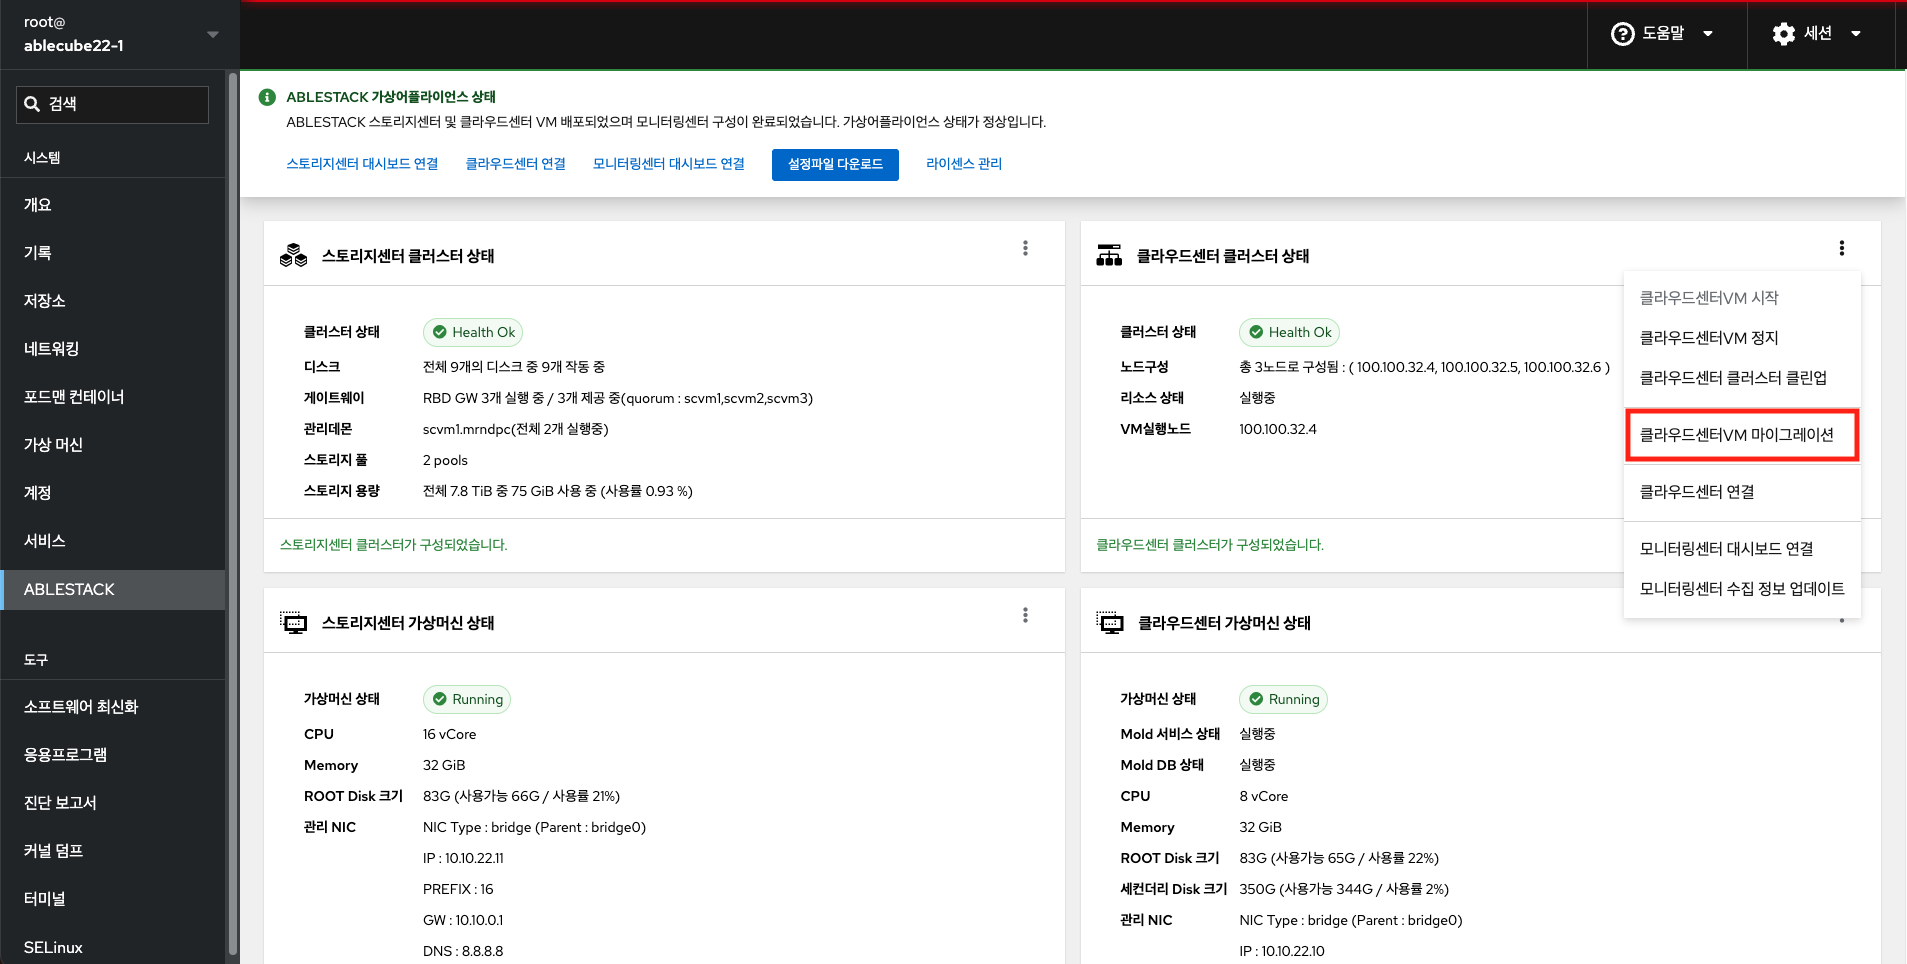 root@
ablecube22-1
도움말
세션
검색
시스템
개요
기록
저장소
네트워킹
포드맨 컨테이너
가상 머신
계정
서비스
ABLESTACK
도구
소프트웨어 최신화
응용프로그램
진단 보고서
커널 덤프
터미널
SELinux
ABLESTACK 가상어플라이언스 상태
ABLESTACK 스토리지센터 및 클라우드센터 VM 배포되었으며 모니터링센터 구성이 완료되었습니다. 가상어플라이언스 상태가 정상입니다.
스토리지센터 대시보드 연결 클라우드센터 연결 모니터링센터 대시보드 연결 설정파일 다운로드 라이센스 관리
스토리지센터 클러스터 상태
클러스터 상태 Health Ok
디스크 전체 9개의 디스크 중 9개 작동 중
게이트웨이 RBD GW 3개 실행 중 / 3개 제공 중(quorum : scvm1,scvm2,scvm3)
관리데몬 scvm1.mrndpc(전체 2개 실행중)
스토리지 풀 2 pools
스토리지 용량 전체 7.8 TiB 중 75 GiB 사용 중 (사용률 0.93 %)
스토리지센터 클러스터가 구성되었습니다.
클라우드센터 클러스터 상태
클러스터 상태 Health Ok
노드구성 총 3노드로 구성됨 : ( 100.100.32.4, 100.100.32.5, 100.100.32.6 )
리소스 상태 실행중
VM실행노드 100.100.32.4
클라우드센터 클러스터가 구성되었습니다.
클라우드센터VM 시작
클라우드센터VM 정지
클라우드센터 클러스터 클린업
클라우드센터VM 마이그레이션
클라우드센터 연결
모니터링센터 대시보드 연결
모니터링센터 수집 정보 업데이트
스토리지센터 가상머신 상태
가상머신 상태 Running
CPU 16 vCore
Memory 32 GiB
ROOT Disk 크기 83G (사용가능 66G / 사용률 21%)
관리 NIC NIC Type : bridge (Parent : bridge0)
IP : 10.10.22.11
PREFIX : 16
GW : 10.10.0.1
DNS : 8.8.8.8
클라우드센터 가상머신 상태
가상머신 상태 Running
Mold 서비스 상태 실행중
Mold DB 상태 실행중
CPU 8 vCore
Memory 32 GiB
ROOT Disk 크기 83G (사용가능 65G / 사용률 22%)
세컨더리 Disk 크기 350G (사용가능 344G / 사용률 2%)
관리 NIC NIC Type : bridge (Parent : bridge0)
IP : 10.10.22.10